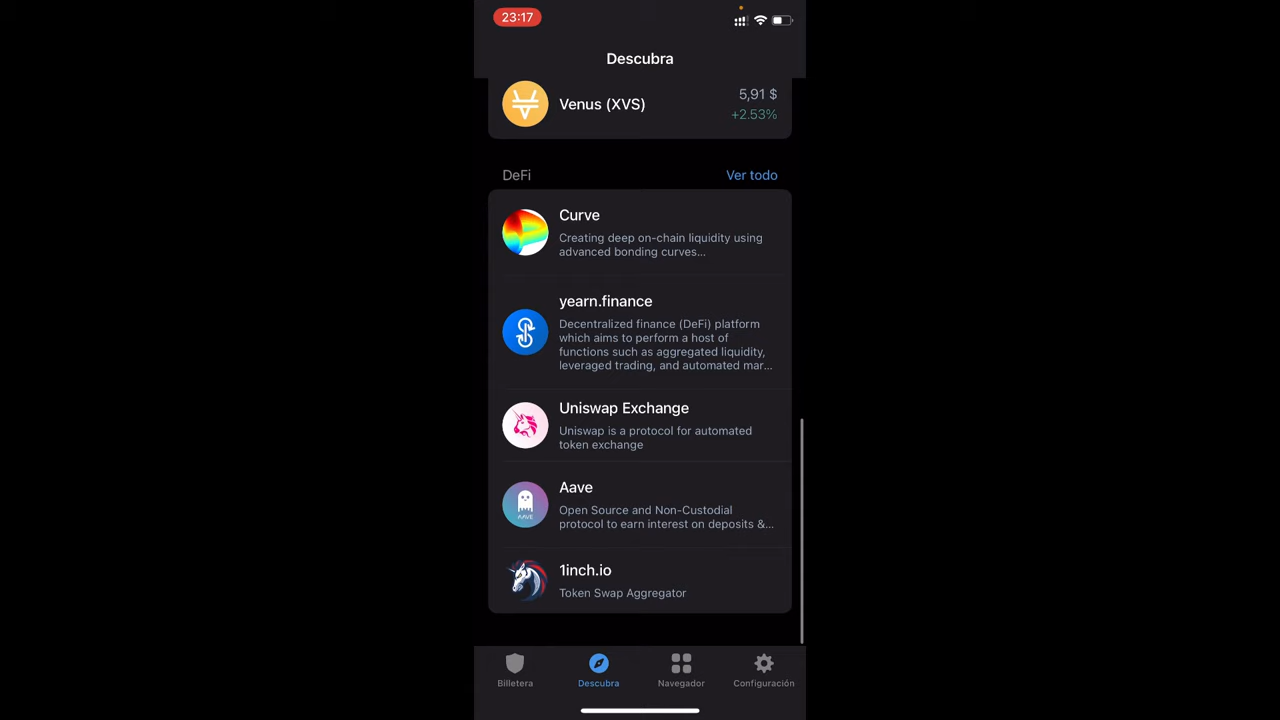 23:17
Descubra
Venus (XVS)
5,91 $
+2.53%
DeFi
Ver todo
Curve
Creating deep on-chain liquidity using
advanced bonding curves...
yearn.finance
Decentralized finance (DeFi) platform
which aims to perform a host of
functions such as aggregated liquidity,
leveraged trading, and automated mar...
Uniswap Exchange
Uniswap is a protocol for automated
token exchange
Aave
AAVE
Open Source and Non-Custodial
protocol to earn interest on deposits &...
1inch.io
Token Swap Aggregator
Billetera
Descubra
Navegador
Configuración